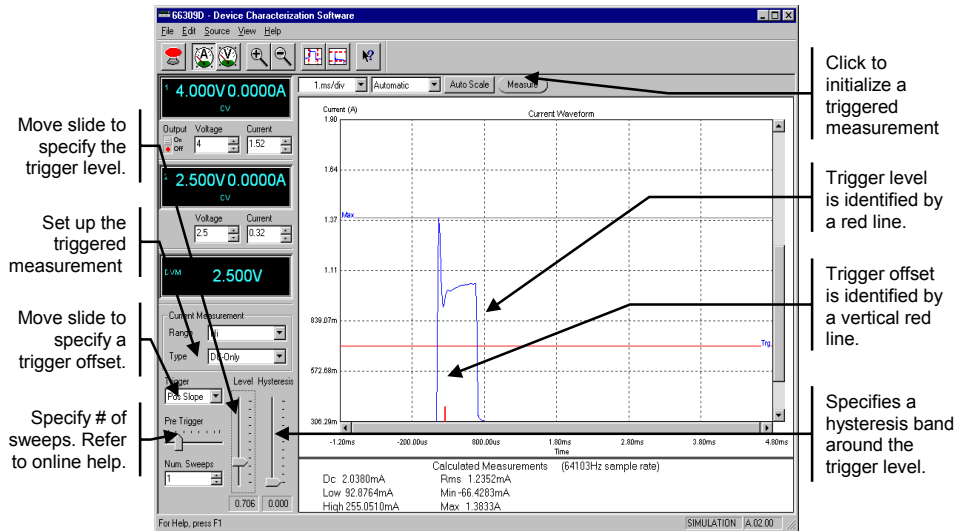 66309D - Device Characterization Software
File Edit Source View Help
1 ms/div Automatic Auto Scale Measure
1 4.000V 0.0000A
CV
Output Voltage Current
On
Off
4 1.52
2 2.500V 0.0000A
CV
Voltage Current
2.5 0.32
DVM 2.500V
Current Measurement
Range Hi
Type DC-Only
Trigger Level Hysteresis
Pos Slope
Pre Trigger
Num. Sweeps
1
0.706 0.000
Current (A)
Current Waveform
1.90
1.64
1.37
1.11
839.07m
572.68m
306.29m
Max
Trg.
-1.20ms -200.00us 800.00us 1.80ms 2.80ms 3.80ms 4.80ms
Time
Calculated Measurements (64103Hz sample rate)
Dc 2.0380mA Rms 1.2352mA
Low 92.8764mA Min -66.4283mA
High 255.0510mA Max 1.3833A
For Help, press F1
SIMULATION A.02.00
Move slide to
specify the
trigger level.
Set up the
triggered
measurement
Move slide to
specify a
trigger offset.
Specify # of
sweeps. Refer
to online help.
Click to
initialize a
triggered
measurement
Trigger level
is identified by
a red line.
Trigger offset
is identified by
a vertical red
line.
Specifies a
hysteresis band
around the
trigger level.